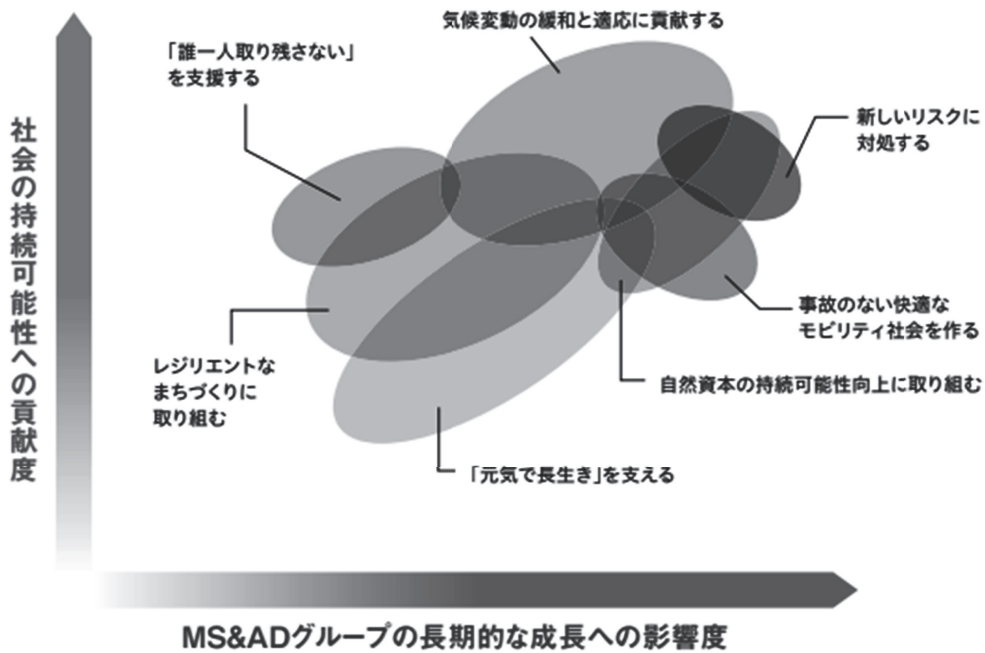 気候変動の緩和と適応に貢献する
「誰一人取り残さない」
を支援する
新しいリスクに
対処する
社会の持続可能性への貢献度
事故のない快適な
モビリティ社会を作る
レジリエントな
まちづくりに
取り組む
自然資本の持続可能性向上に取り組む
「元気で長生き」を支える
MS&ADグループの長期的な成長への影響度